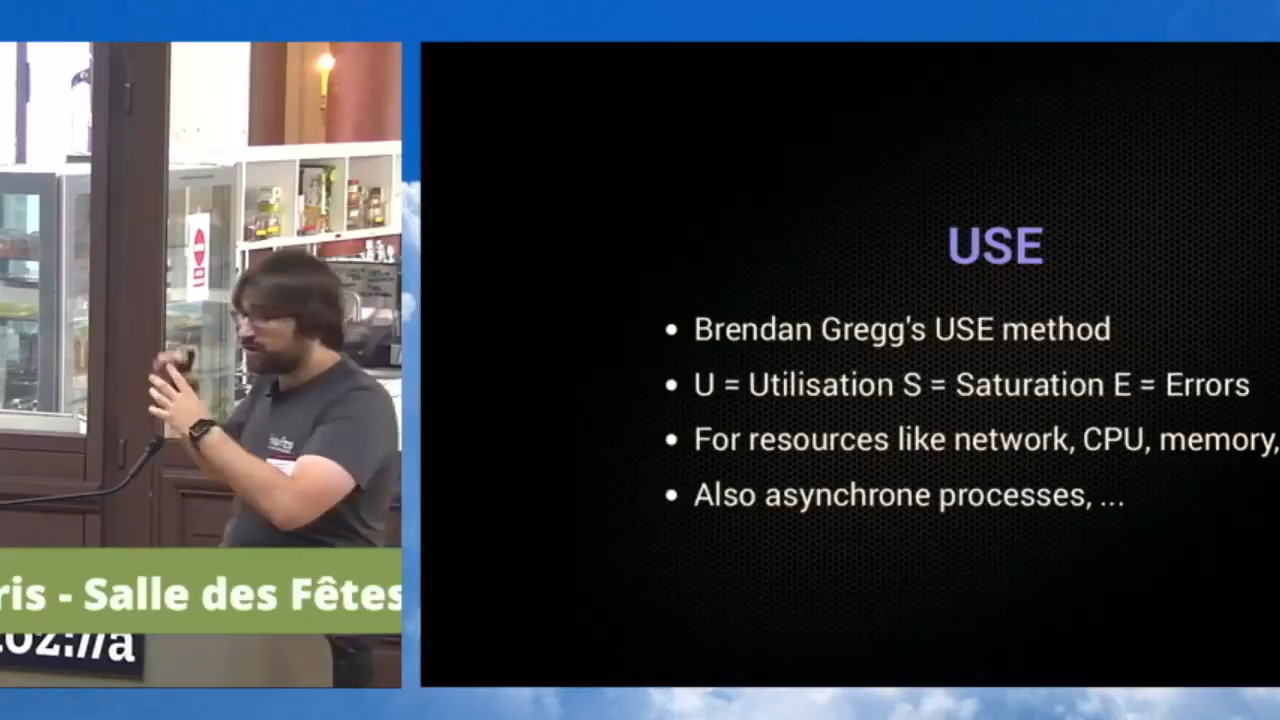 USE
• Brendan Gregg's USE method
• U = Utilisation S = Saturation E = Errors
• For resources like network, CPU, memory,
• Also asynchrone processes, ...
ris - Salle des Fêtes
oz://a